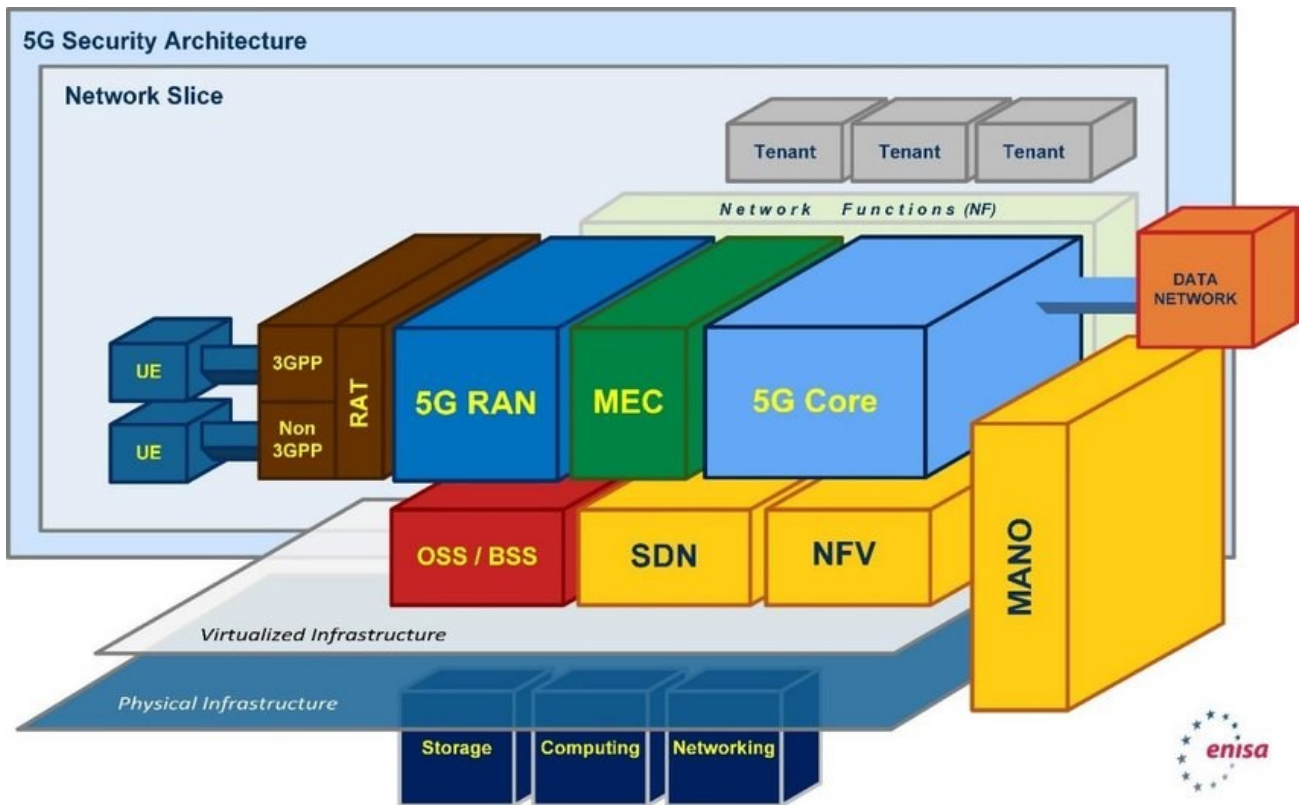 5G Security Architecture
Network Slice
Tenant
Tenant
Tenant
Network Functions (NF)
DATA
NETWORK
UE
UE
3GPP
Non
3GPP
RAT
5G RAN
MEC
5G Core
OSS / BSS
SDN
NFV
MANO
Virtualized Infrastructure
Physical Infrastructure
Storage
Computing
Networking
enisa